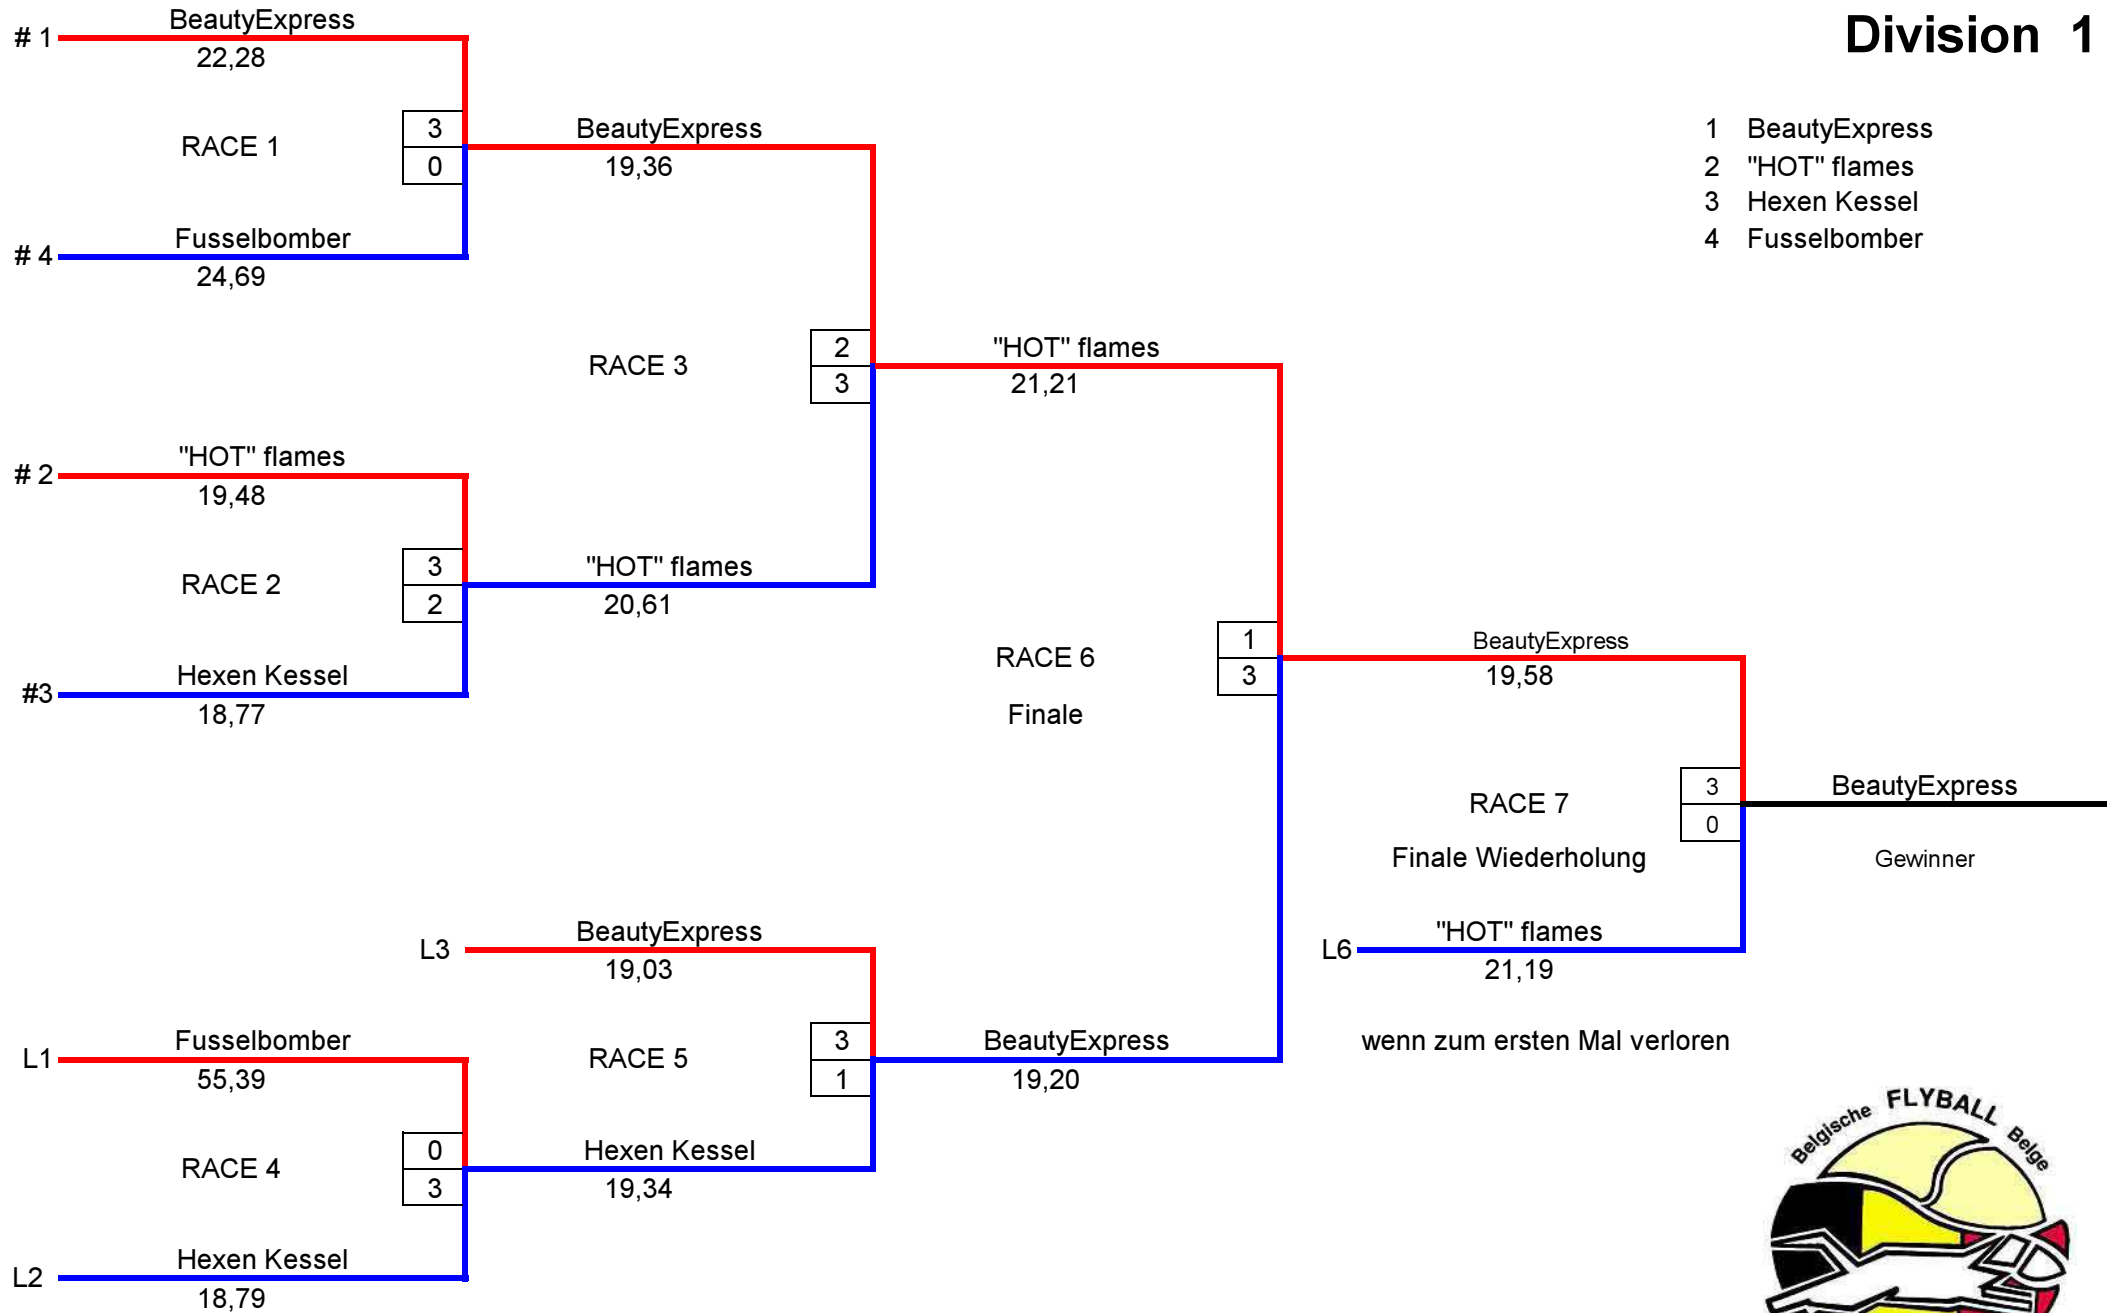 Division 1
BeautyExpress
# 1
22,28
3
RACE 1
0
BeautyExpress
19,36
Fusselbomber
# 4
24,69
1 BeautyExpress
2 "HOT" flames
3 Hexen Kessel
4 Fusselbomber
RACE 3
2
3
"HOT" flames
21,21
"HOT" flames
# 2
19,48
3
RACE 2
2
"HOT" flames
20,61
Hexen Kessel
#3
18,77
RACE 6
1
3
Finale
BeautyExpress
19,58
RACE 7
3
0
Finale Wiederholung
BeautyExpress
Gewinner
L3
BeautyExpress
19,03
L6
"HOT" flames
21,19
wenn zum ersten Mal verloren
Fusselbomber
L1
55,39
RACE 5
3
1
BeautyExpress
19,20
RACE 4
0
3
Hexen Kessel
19,34
Hexen Kessel
L2
18,79
Belgische FLYBALL Belge